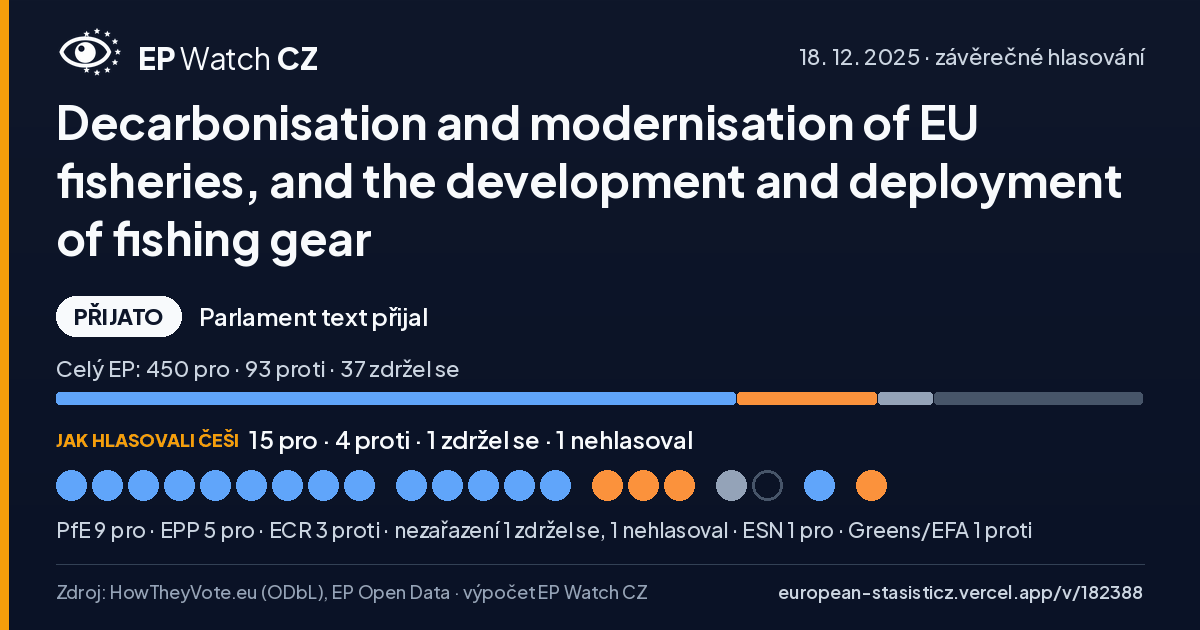 EP Watch CZ
18. 12. 2025 · závěrečné hlasování
Decarbonisation and modernisation of EU
fisheries, and the development and deployment
of fishing gear
PŘIJATO Parlament text přijal
Celý EP: 450 pro · 93 proti · 37 zdržel se
JAK HLASOVALI ČEŠI 15 pro · 4 proti · 1 zdržel se · 1 nehlasoval
PfE 9 pro · EPP 5 pro · ECR 3 proti · nezařazení 1 zdržel se, 1 nehlasoval · ESN 1 pro · Greens/EFA 1 proti
Zdroj: HowTheyVote.eu (ODbL), EP Open Data · výpočet EP Watch CZ
european-stasisticz.vercel.app/v/182388